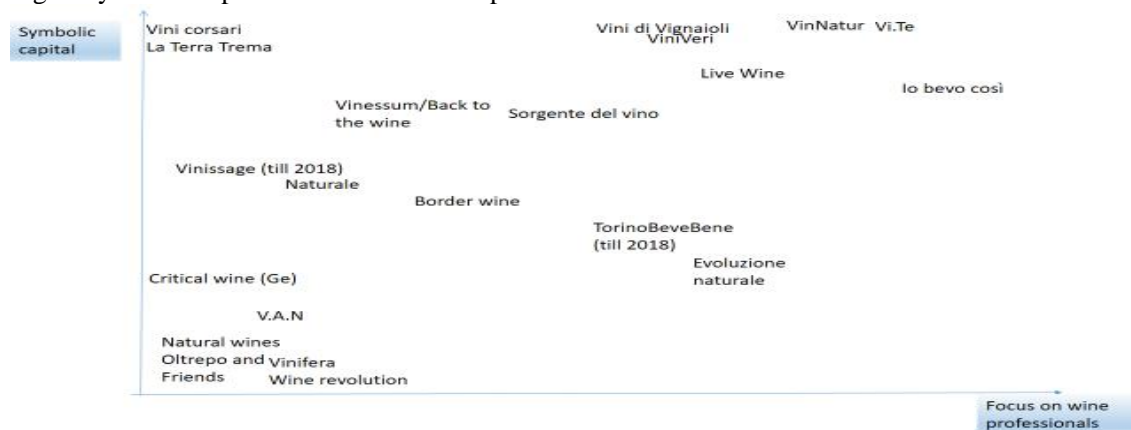 Symbolic
capital
Vini corsari
La Terra Trema
Vini di Vignaioli
ViniVeri
VinNatur
Vi.Te
Live Wine
Io bevo così
Vinessum/Back to
the wine
Sorgente del vino
Vinissage (till 2018)
Naturale
Border wine
TorinoBeveBene
(till 2018)
Evoluzione
naturale
Critical wine (Ge)
V.A.N
Natural wines
Oltrepo and
Friends
Vinifera
Wine revolution
Focus on wine
professionals